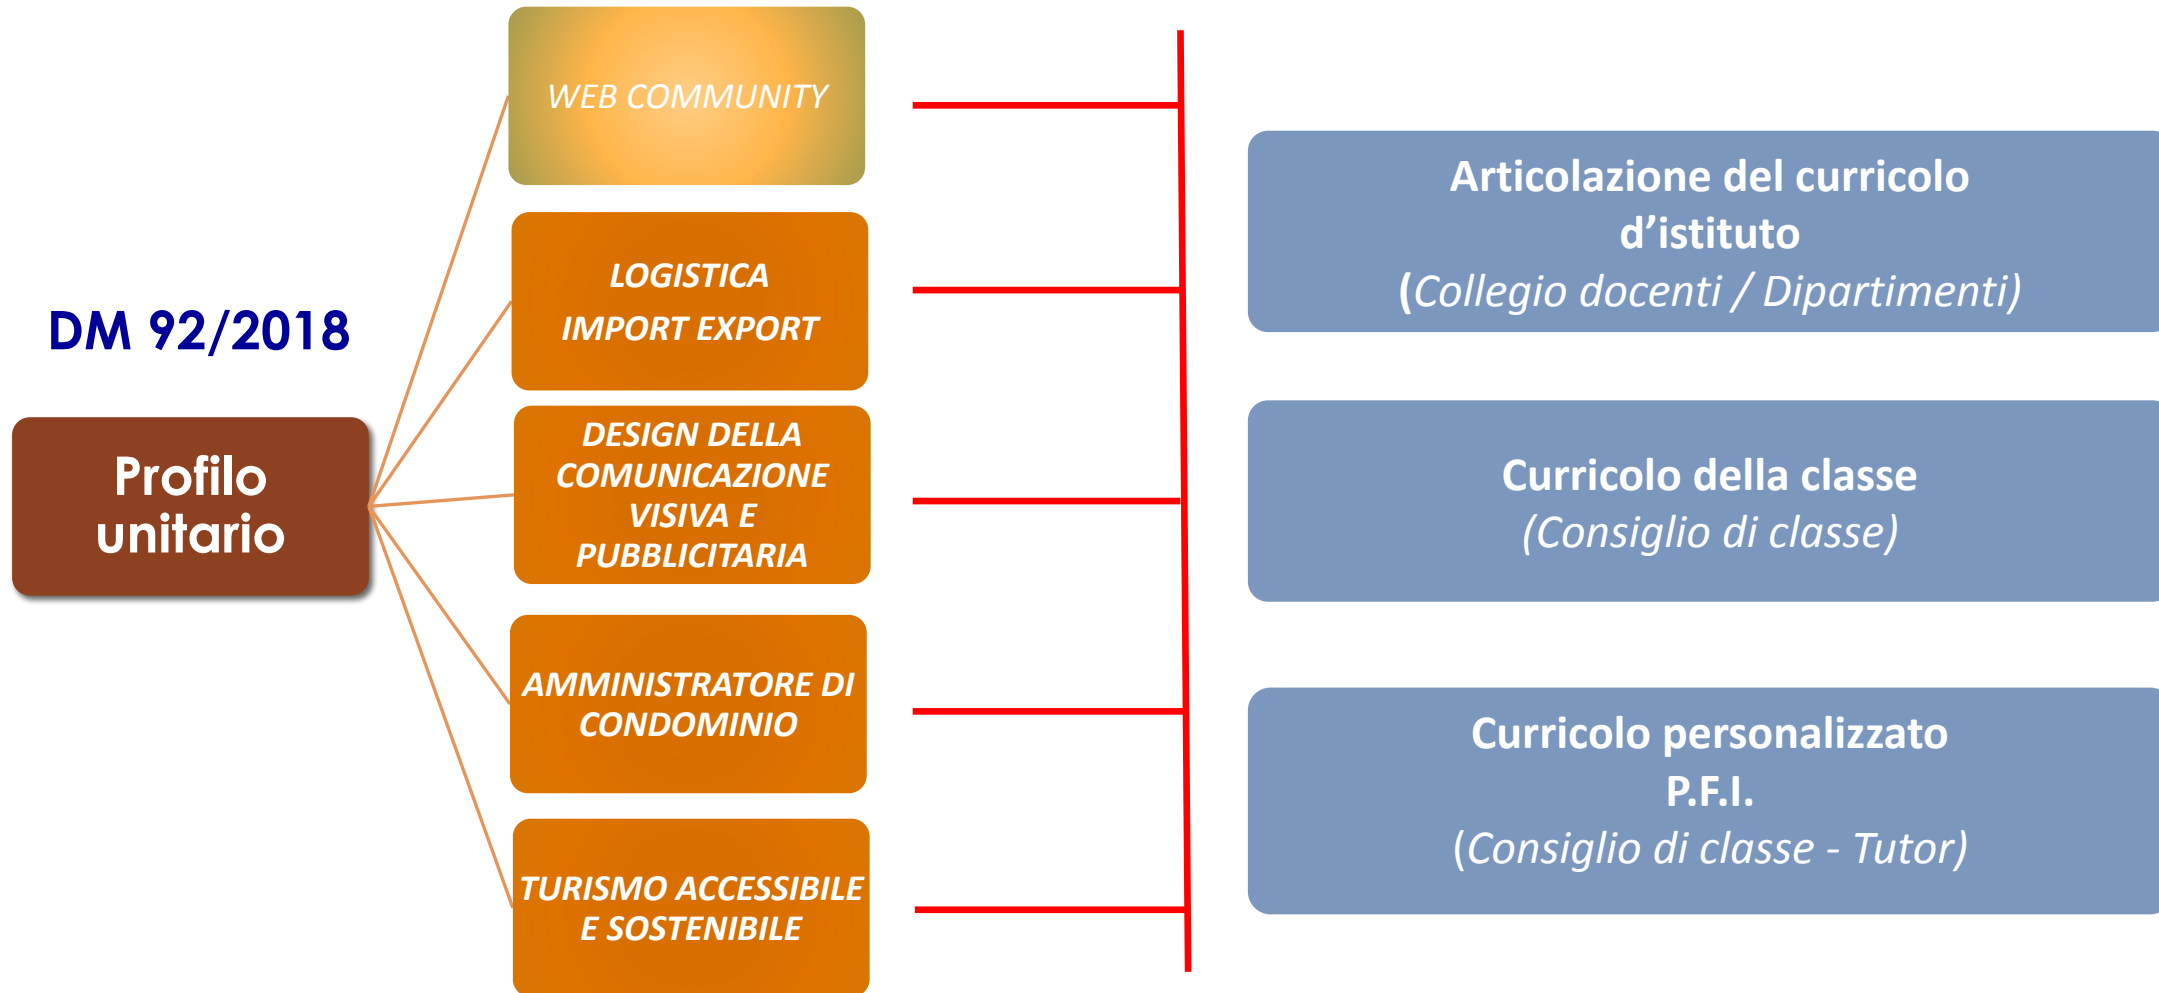 DM 92/2018
Profilo
unitario
WEB COMMUNITY
LOGISTICA
IMPORT EXPORT
DESIGN DELLA
COMUNICAZIONE
VISIVA E
PUBBLICITARIA
AMMINISTRATORE DI
CONDOMINIO
TURISMO ACCESSIBILE
E SOSTENIBILE
Articolazione del curricolo
d’istituto
(Collegio docenti / Dipartimenti)
Curricolo della classe
(Consiglio di classe)
Curricolo personalizzato
P.F.I.
(Consiglio di classe - Tutor)